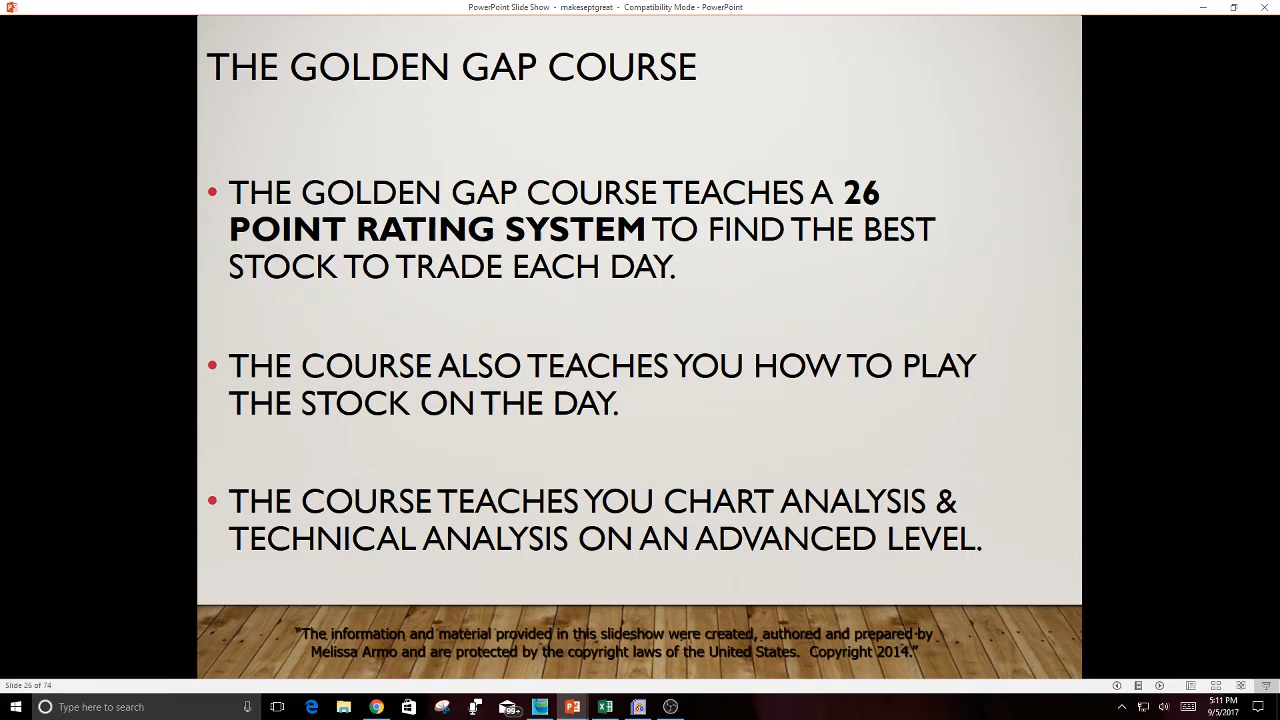 PowerPoint Slide Show - makeseptgreat - Compatibility Mode - PowerPoint
THE GOLDEN GAP COURSE
• THE GOLDEN GAP COURSE TEACHES A 26
POINT RATING SYSTEM TO FIND THE BEST
STOCK TO TRADE EACH DAY.
• THE COURSE ALSO TEACHES YOU HOW TO PLAY
THE STOCK ON THE DAY.
• THE COURSE TEACHES YOU CHART ANALYSIS &
TECHNICAL ANALYSIS ON AN ADVANCED LEVEL.
“The information and material provided in this slideshow were created, authored and prepared by
Melissa Armo and are protected by the copyright laws of the United States. Copyright 2014.”
Slide 26 of 74
Type here to search
99+
5:11 PM
9/5/2017